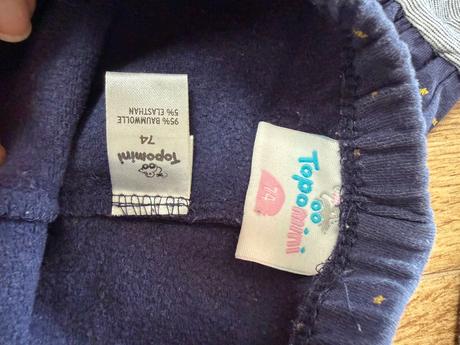 Topomini
74
95% BAUMWOLLE
5% ELASTHAN
Topomini
74